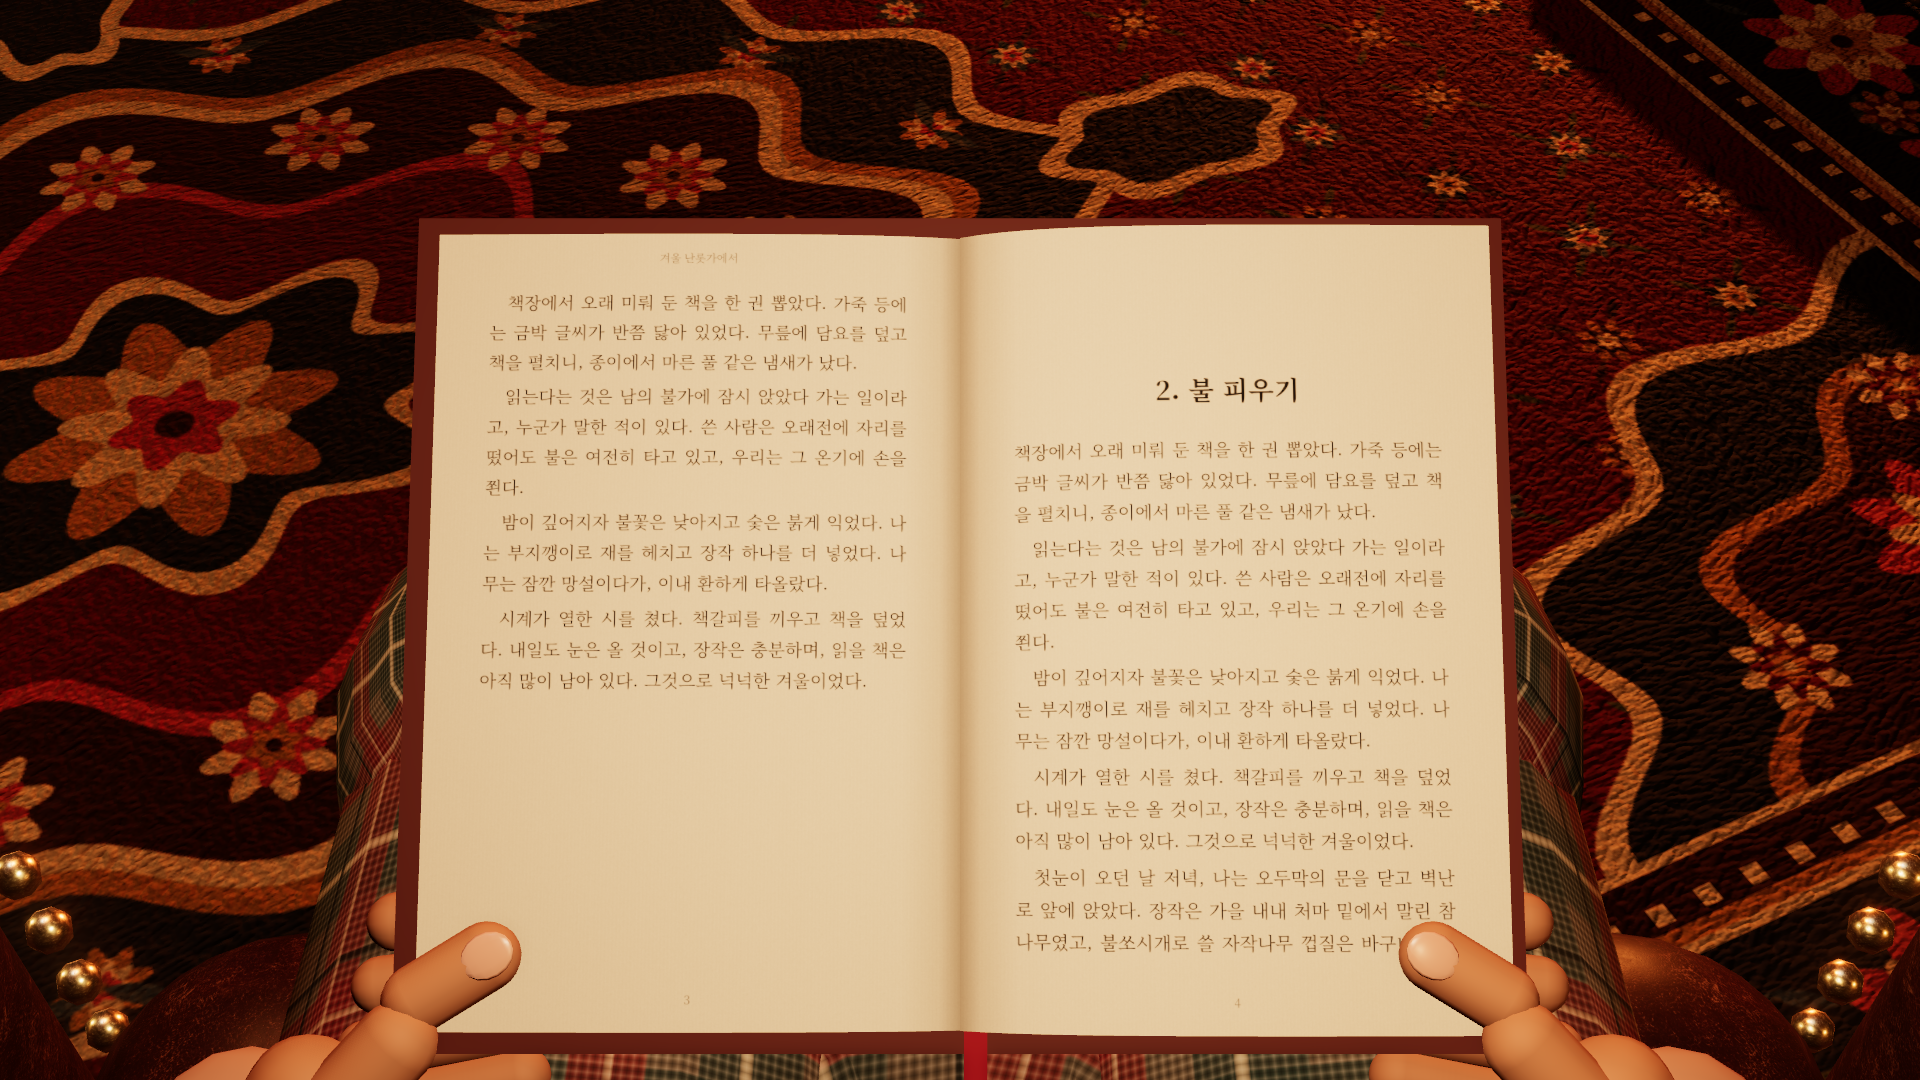 겨울 난롯가에서
책장에서 오래 미뤄 둔 책을 한 권 뽑았다. 가죽 등에
는 금박 글씨가 반쯤 닳아 있었다. 무릎에 담요를 덮고
책을 펼치니, 종이에서 마른 풀 같은 냄새가 났다.
읽는다는 것은 남의 불가에 잠시 앉았다 가는 일이라
고, 누군가 말한 적이 있다. 쓴 사람은 오래전에 자리를
떴어도 불은 여전히 타고 있고, 우리는 그 온기에 손을
쬔다.
밤이 깊어지자 불꽃은 낮아지고 숯은 붉게 익었다. 나
는 부지깽이로 재를 헤치고 장작 하나를 더 넣었다. 나
무는 잠깐 망설이다가, 이내 환하게 타올랐다.
시계가 열한 시를 쳤다. 책갈피를 끼우고 책을 덮었
다. 내일도 눈은 올 것이고, 장작은 충분하며, 읽을 책은
아직 많이 남아 있다. 그것으로 넉넉한 겨울이었다.
3
2. 불 피우기
책장에서 오래 미뤄 둔 책을 한 권 뽑았다. 가죽 등에는
금박 글씨가 반쯤 닳아 있었다. 무릎에 담요를 덮고 책
을 펼치니, 종이에서 마른 풀 같은 냄새가 났다.
읽는다는 것은 남의 불가에 잠시 앉았다 가는 일이라
고, 누군가 말한 적이 있다. 쓴 사람은 오래전에 자리를
떴어도 불은 여전히 타고 있고, 우리는 그 온기에 손을
쬔다.
밤이 깊어지자 불꽃은 낮아지고 숯은 붉게 익었다. 나
는 부지깽이로 재를 헤치고 장작 하나를 더 넣었다. 나
무는 잠깐 망설이다가, 이내 환하게 타올랐다.
시계가 열한 시를 쳤다. 책갈피를 끼우고 책을 덮었
다. 내일도 눈은 올 것이고, 장작은 충분하며, 읽을 책은
아직 많이 남아 있다. 그것으로 넉넉한 겨울이었다.
첫눈이 오던 날 저녁, 나는 오두막의 문을 닫고 벽난
로 앞에 앉았다. 장작은 가을 내내 처마 밑에서 말린 참
나무였고, 불쏘시개로 쓸 자작나무 껍질은
4